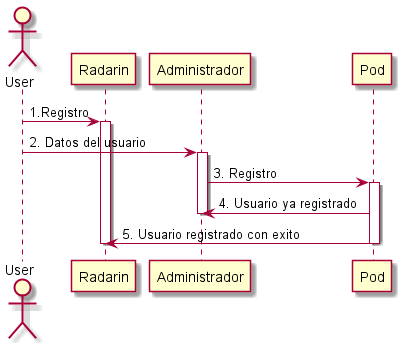 User
Radarin
Administrador
Pod
1.Registro
2. Datos del usuario
3. Registro
4. Usuario ya registrado
5. Usuario registrado con exito
User
Radarin
Administrador
Pod